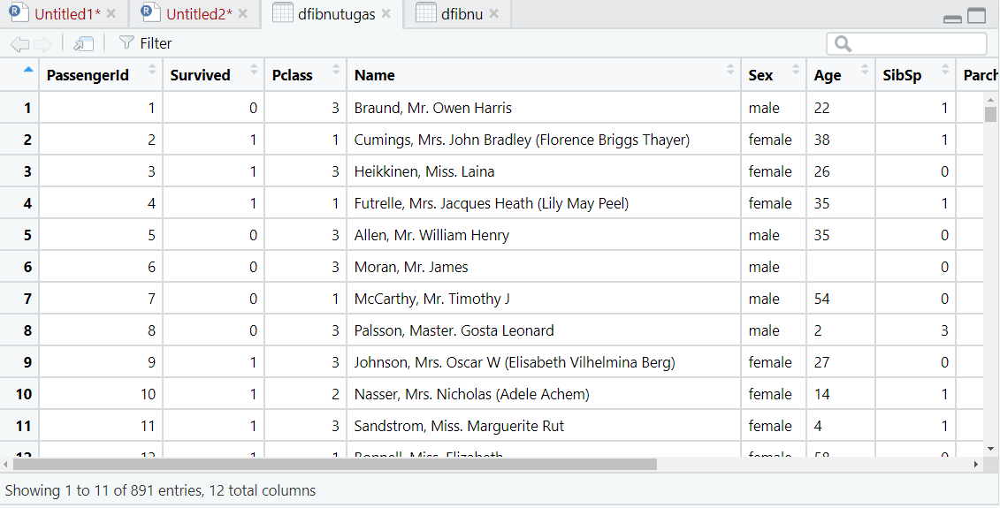 Untitled1* Untitled2* dfibnutugas dfibnu
Filter
PassengerId Survived Pclass Name Sex Age SibSp Parch
1 1 0 3 Braund, Mr. Owen Harris male 22 1
2 2 1 1 Cumings, Mrs. John Bradley (Florence Briggs Thayer) female 38 1
3 3 1 3 Heikkinen, Miss. Laina female 26 0
4 4 1 1 Futrelle, Mrs. Jacques Heath (Lily May Peel) female 35 1
5 5 0 3 Allen, Mr. William Henry male 35 0
6 6 0 3 Moran, Mr. James male 0
7 7 0 1 McCarthy, Mr. Timothy J male 54 0
8 8 0 3 Palsson, Master. Gosta Leonard male 2 3
9 9 1 3 Johnson, Mrs. Oscar W (Elisabeth Vilhelmina Berg) female 27 0
10 10 1 2 Nasser, Mrs. Nicholas (Adele Achem) female 14 1
11 11 1 3 Sandstrom, Miss. Marguerite Rut female 4 1
12 12 1 1 Bonnell, Miss. Elizabeth female 58 0
Showing 1 to 11 of 891 entries, 12 total columns